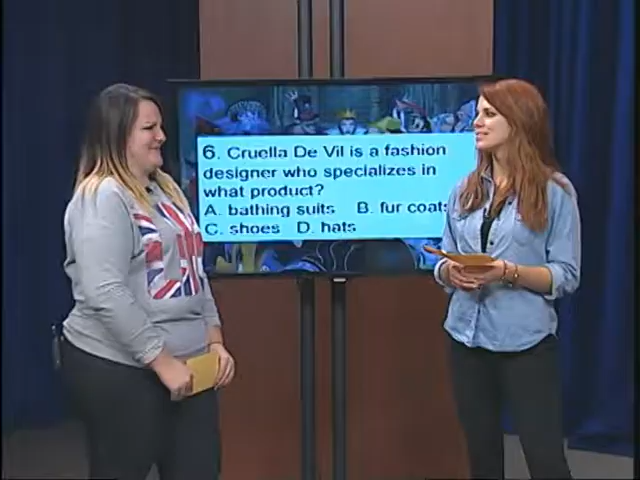 6. Cruella De Vil is a fashion
designer who specializes in
what product?
A. bathing suits B. fur coats
C. shoes D. hats